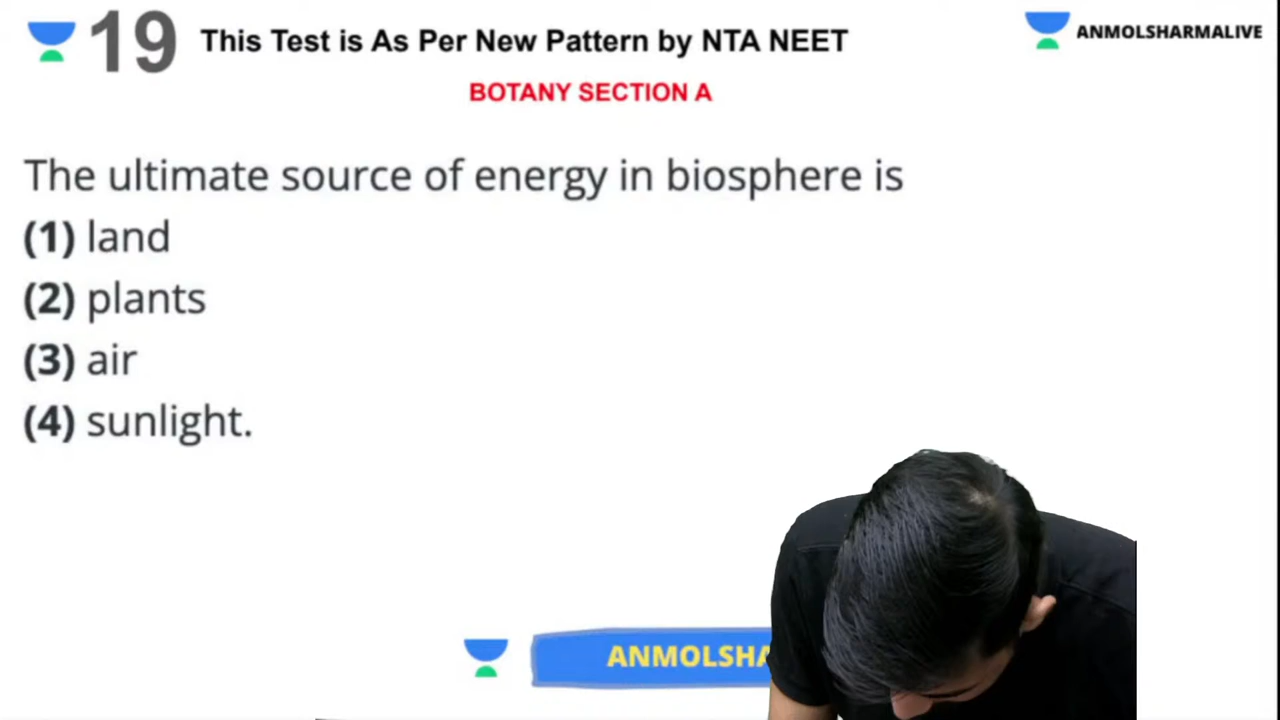 19 This Test is As Per New Pattern by NTA NEET
ANMOLSHARMALIVE
BOTANY SECTION A
The ultimate source of energy in biosphere is
(1) land
(2) plants
(3) air
(4) sunlight.